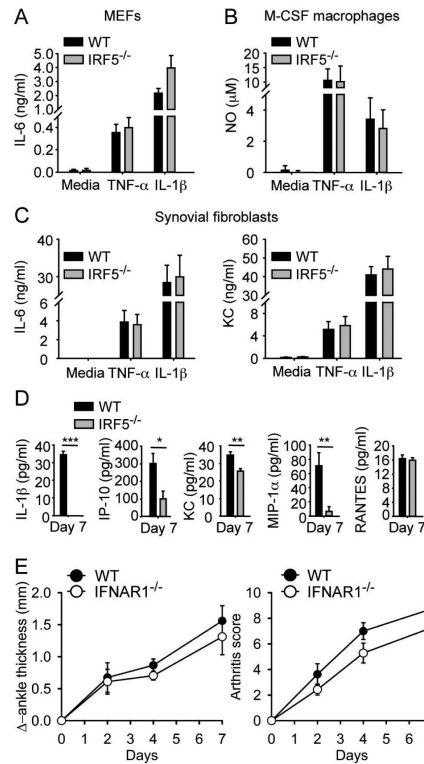 A
MEFs
WT
IRF5-/-
IL-6 (ng/ml)
5.0
4.0
3.0
2.0
0.4
0.2
0.0
Media TNF-α IL-1β
B
M-CSF macrophages
WT
IRF5-/-
NO (μM)
15
10
5
4
2
0
Media TNF-α IL-1β
C
Synovial fibroblasts
WT
IRF5-/-
IL-6 (ng/ml)
40
30
20
6
4
2
0
Media TNF-α IL-1β
WT
IRF5-/-
KC (ng/ml)
60
50
40
30
8
4
0
Media TNF-α IL-1β
D
WT
IRF5-/-
IL-1β (pg/ml)
40
30
20
10
0
***
Day 7
IP-10 (pg/ml)
400
300
200
100
0
*
Day 7
KC (pg/ml)
40
30
20
10
0
**
Day 7
MIP-1α (pg/ml)
100
80
60
40
20
0
**
Day 7
RANTES (pg/ml)
20
15
10
5
0
Day 7
E
WT
IFNAR1-/-
Δ-ankle thickness (mm)
2.0
1.5
1.0
0.5
0.0
0 1 2 3 4 5 6 7
Days
WT
IFNAR1-/-
Arthritis score
10
8
6
4
2
0
0 1 2 3 4 5 6
Days